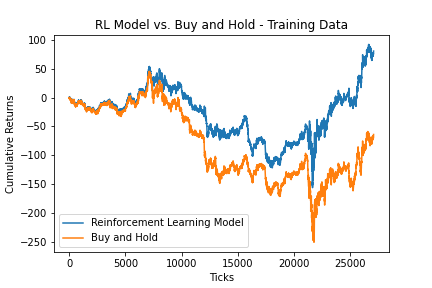 RL Model vs. Buy and Hold - Training Data
Cumulative Returns
100
50
0
−50
−100
−150
−200
−250
Reinforcement Learning Model
Buy and Hold
0
5000
10000
15000
20000
25000
Ticks